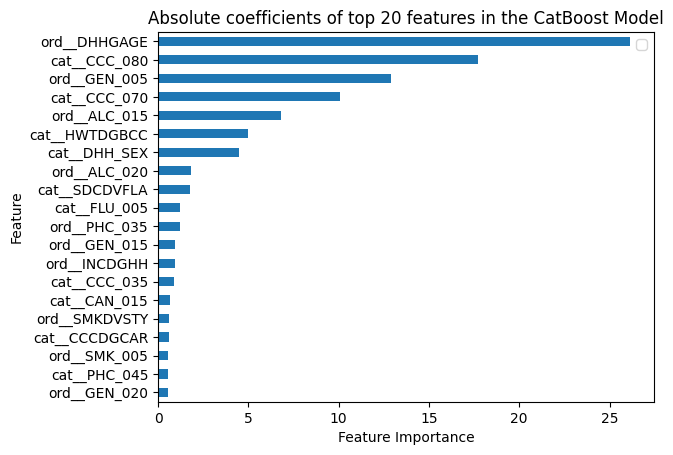 Absolute coefficients of top 20 features in the CatBoost Model
ord__DHHGAGE
cat__CCC_080
ord__GEN_005
cat__CCC_070
ord__ALC_015
cat__HWTDGBCC
cat__DHH_SEX
ord__ALC_020
cat__SDCDVFLA
cat__FLU_005
ord__PHC_035
ord__GEN_015
ord__INCDGHH
cat__CCC_035
cat__CAN_015
ord__SMKDVSTY
cat__CCCDGCAR
ord__SMK_005
cat__PHC_045
ord__GEN_020
Feature
0 5 10 15 20 25
Feature Importance